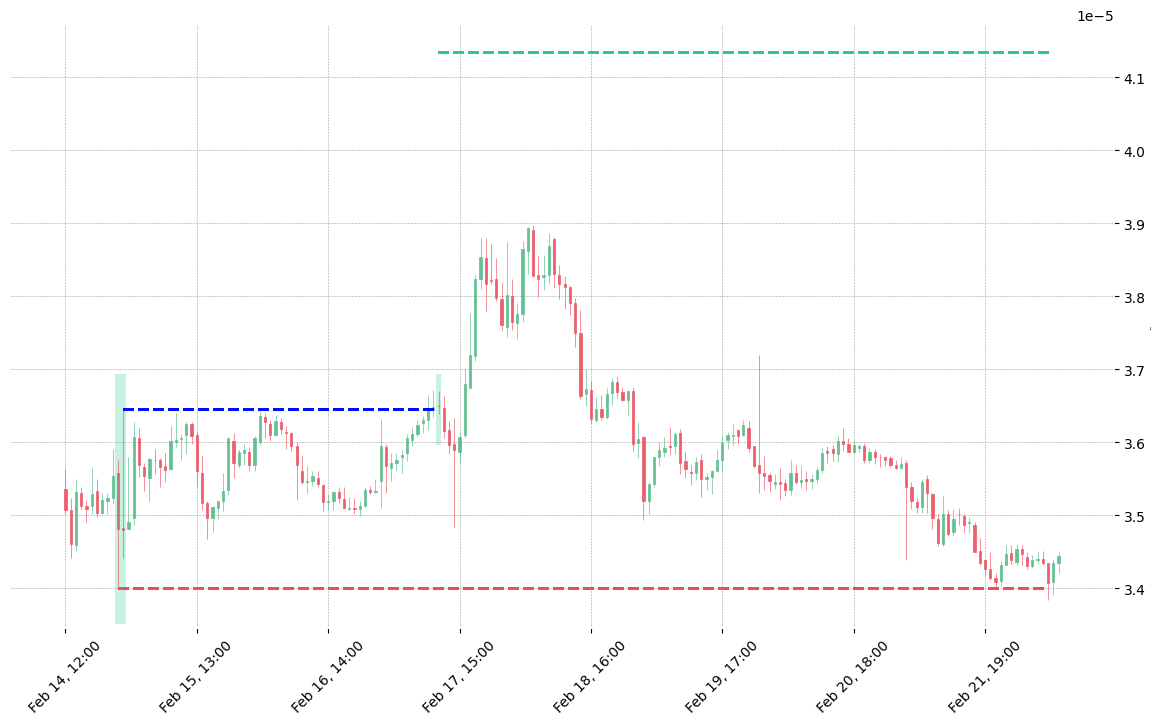 1e−5
4.1
4.0
3.9
3.8
3.7
3.6
3.5
3.4
Feb 14, 12:00
Feb 15, 13:00
Feb 16, 14:00
Feb 17, 15:00
Feb 18, 16:00
Feb 19, 17:00
Feb 20, 18:00
Feb 21, 19:00